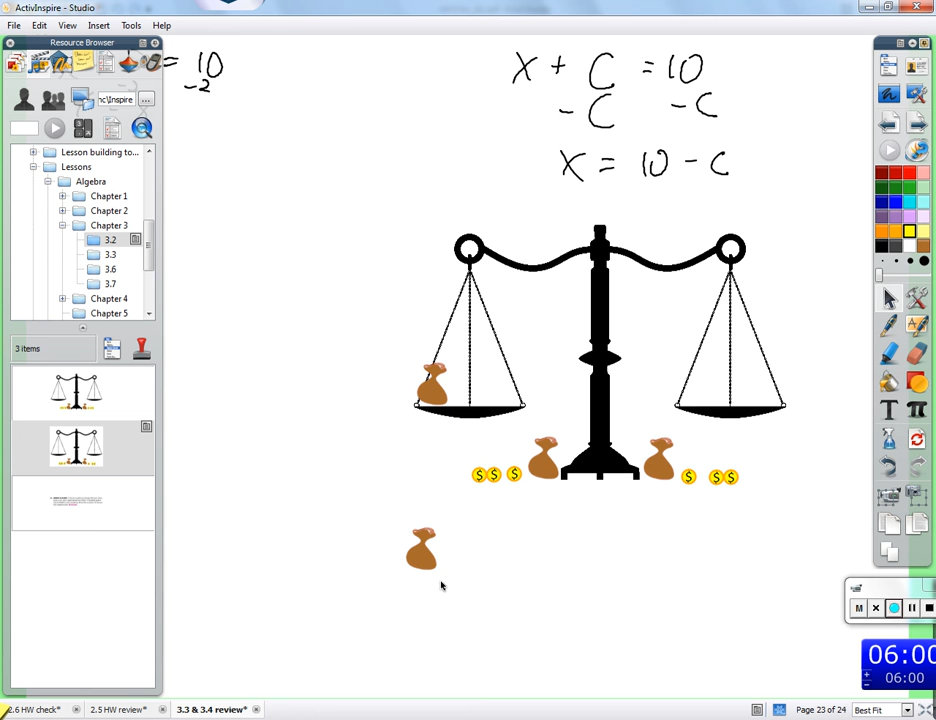 ActivInspire - Studio
File Edit View Insert Tools Help
Resource Browser
= 10
-2
x + C = 10
- C - C
x = 10 - C
nc\Inspire ...
Lesson building to...
Lessons
Algebra
Chapter 1
Chapter 2
Chapter 3
3.2
3.3
3.6
3.7
Chapter 4
Chapter 5
3 items
$ $ $ $ $ $
M
06:00
06:00
2.6 HW check* 2.5 HW review* 3.3 & 3.4 review* Page 23 of 24 Best Fit